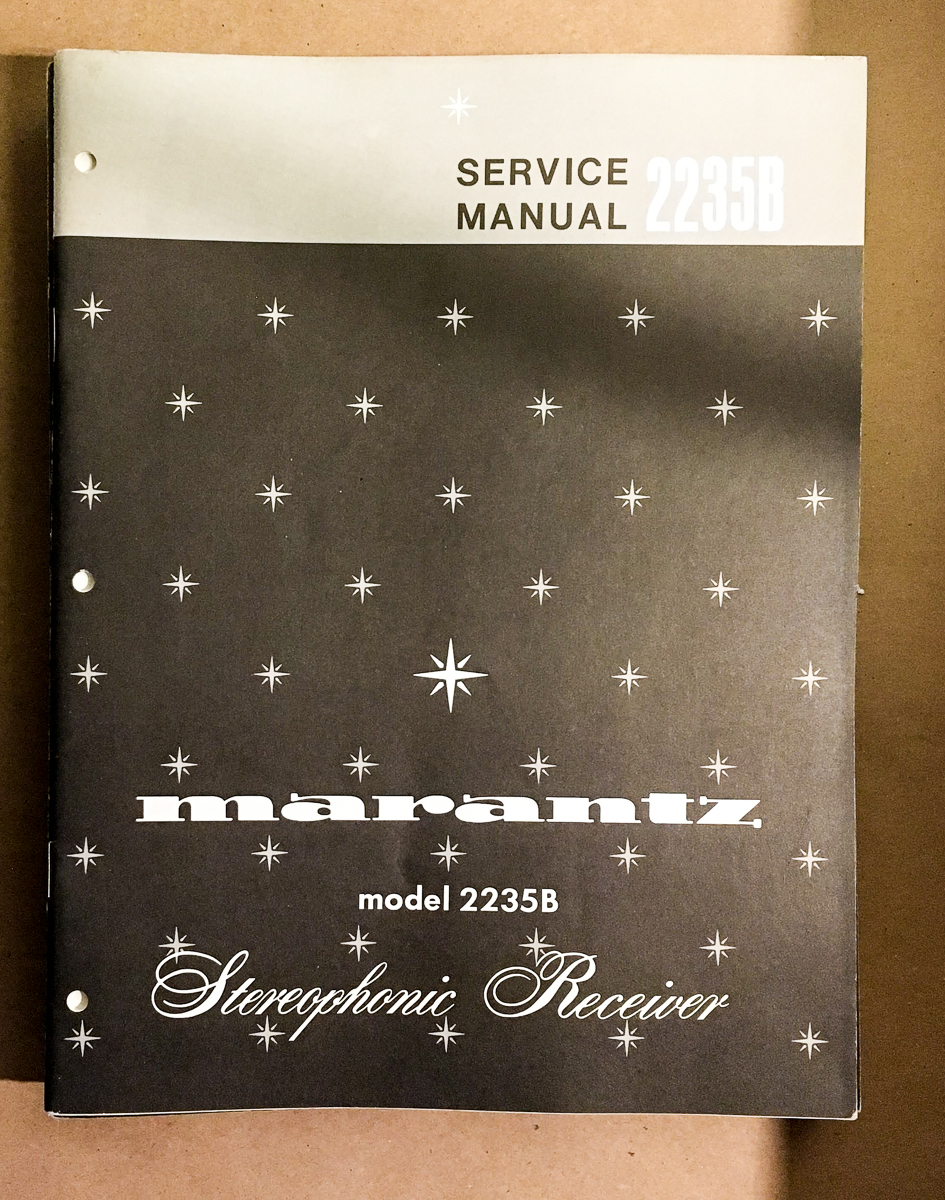 SERVICE
MANUAL 2235B
marantz
model 2235B
Stereophonic Receiver